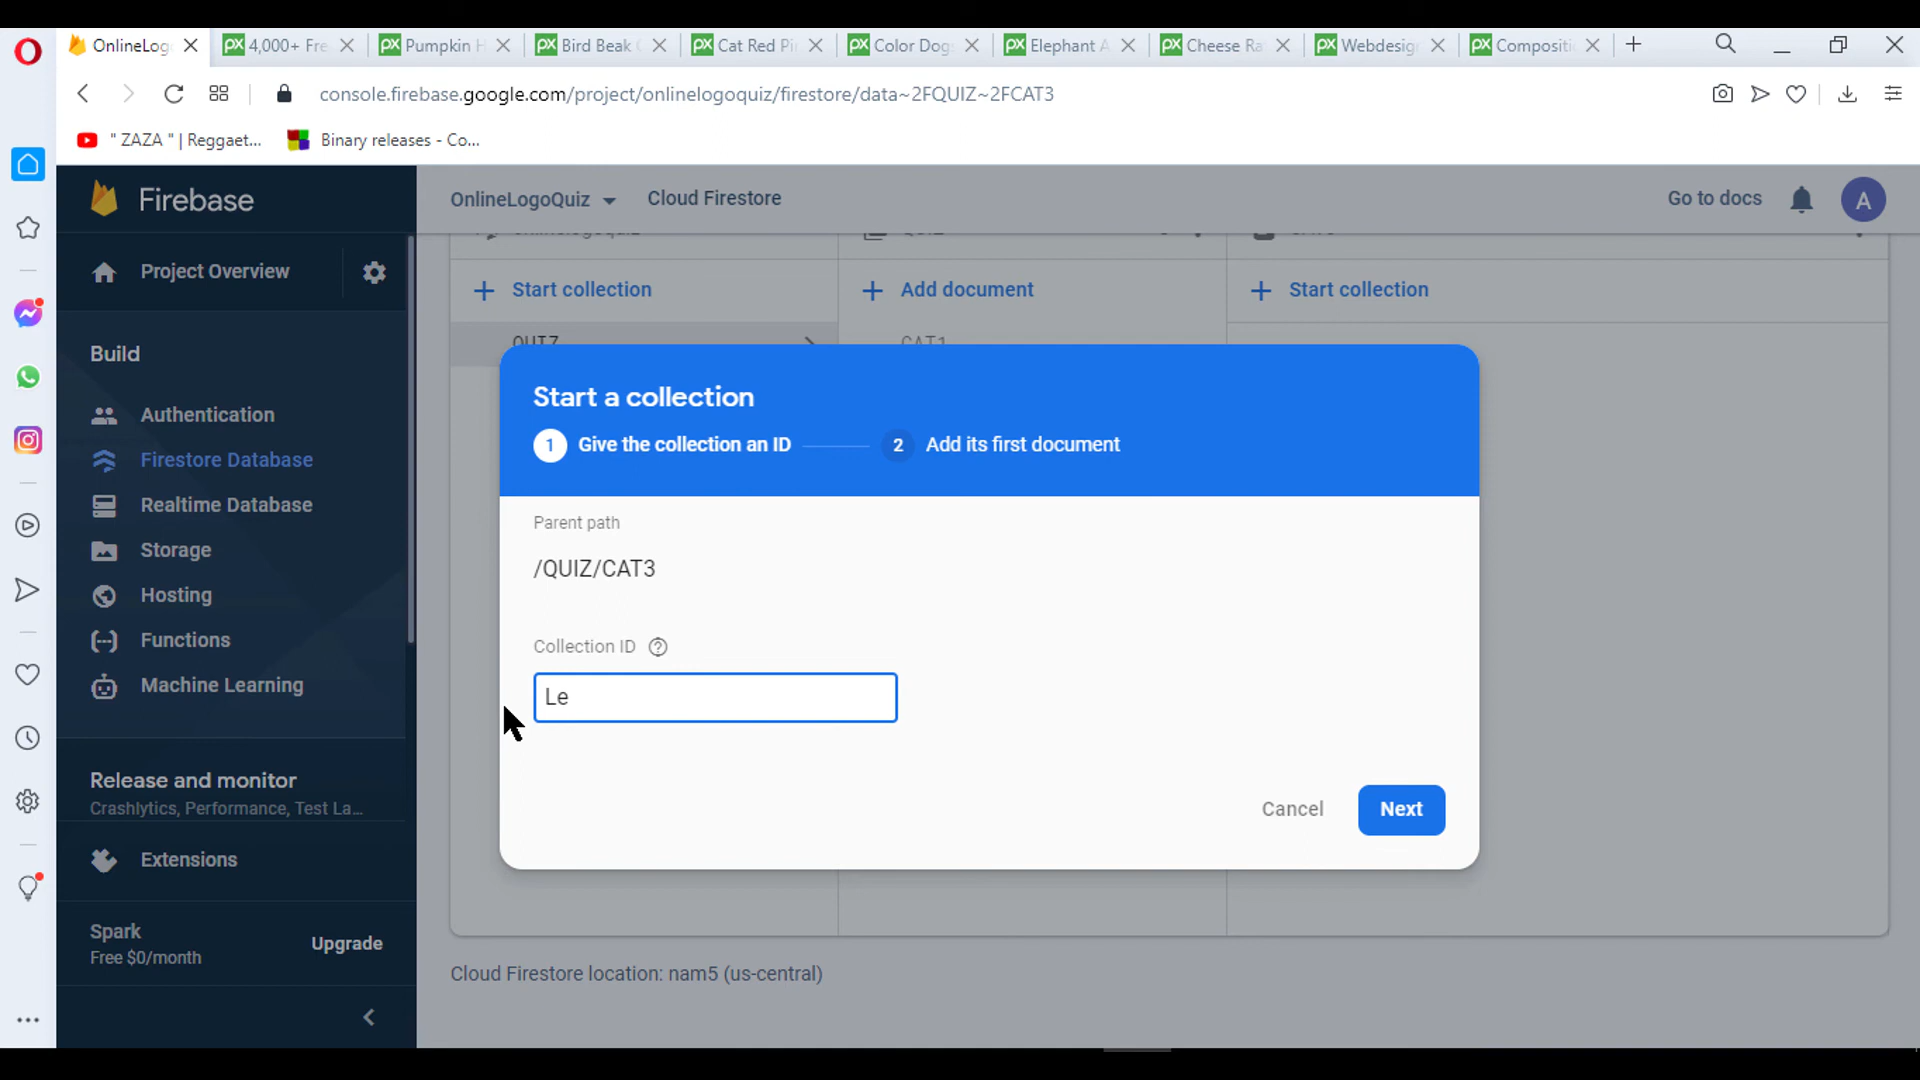 OnlineLog
4,000+ Fre
Pumpkin H
Bird Beak
Cat Red Pi
Color Dog
Elephant A
Cheese Ra
Webdesig
Compositi
console.firebase.google.com/project/onlinelogoquiz/firestore/data~2FQUIZ~2FCAT3
" ZAZA " | Reggaet...
Binary releases - Co...
Firebase
OnlineLogoQuiz
Cloud Firestore
Go to docs
A
Project Overview
Start collection
Add document
Start collection
QUIZ
CAT1
Build
Authentication
Firestore Database
Realtime Database
Storage
Hosting
Functions
Machine Learning
Start a collection
1 Give the collection an ID
2 Add its first document
Parent path
/QUIZ/CAT3
Collection ID
Le
Cancel
Next
Release and monitor
Crashlytics, Performance, Test La...
Extensions
Spark
Free $0/month
Upgrade
Cloud Firestore location: nam5 (us-central)